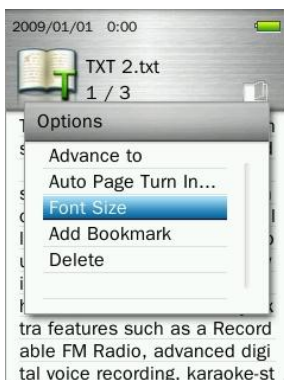 2009/01/01 0:00
TXT 2.txt
1 / 3
Options
Advance to
Auto Page Turn In...
Font Size
Add Bookmark
Delete
tra features such as a Record
able FM Radio, advanced digi
tal voice recording, karaoke-st